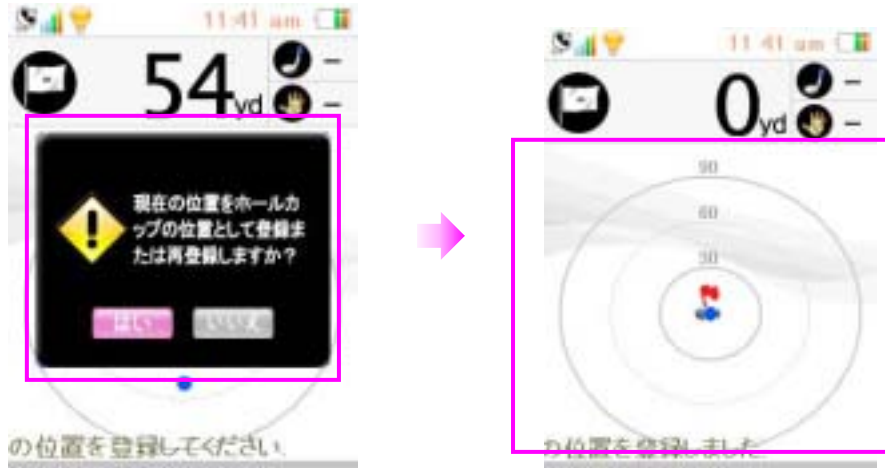 11:41 am
54yd
-
-
現在の位置をホールカ
ップの位置として登録ま
たは再登録しますか？
はい
いいえ
の位置を登録してください.
11:41 am
0yd
-
-
90
60
30
の位置を登録しました.